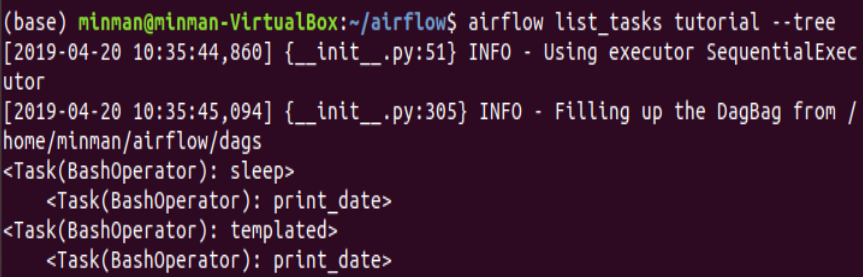 (base) minman@minman-VirtualBox:~/airflow$ airflow list_tasks tutorial --tree
[2019-04-20 10:35:44,860] {__init__.py:51} INFO - Using executor SequentialExec
utor
[2019-04-20 10:35:45,094] {__init__.py:305} INFO - Filling up the DagBag from /
home/minman/airflow/dags
<Task(BashOperator): sleep>
    <Task(BashOperator): print_date>
<Task(BashOperator): templated>
    <Task(BashOperator): print_date>